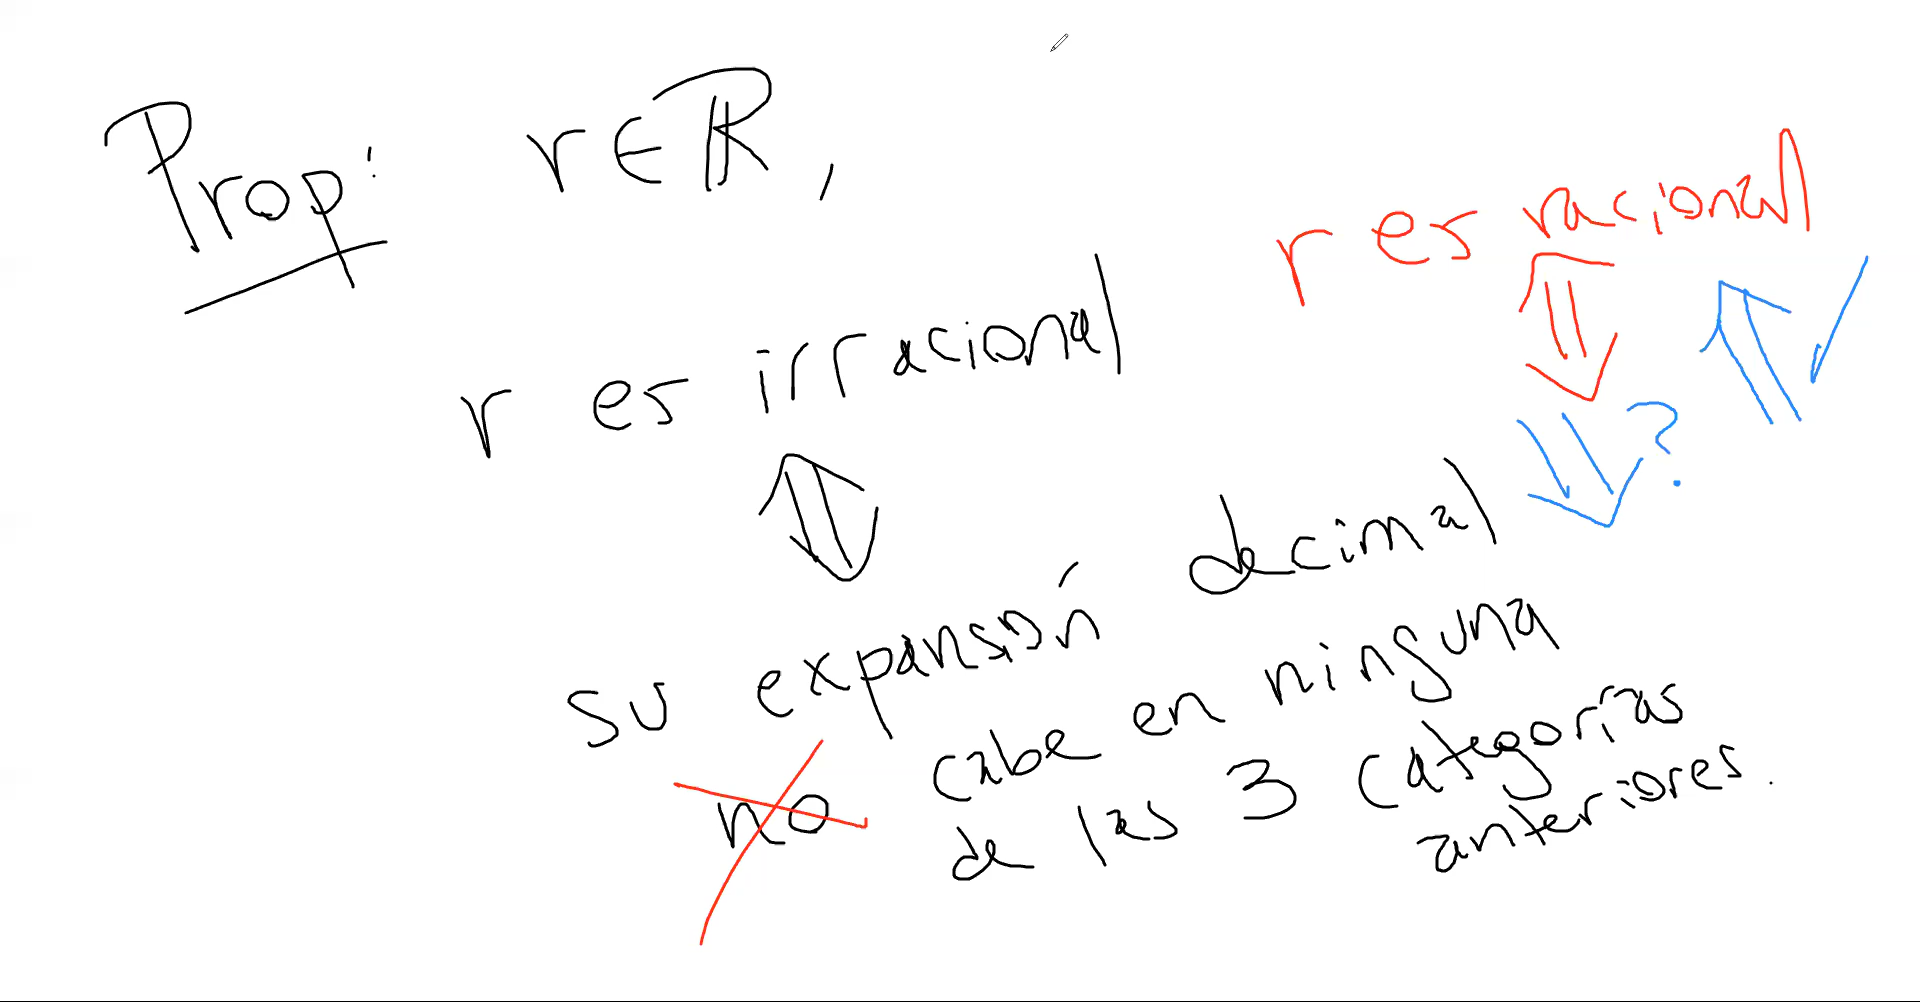 Prop: r∈ℝ,
r es irracional
⇕
su expansión decimal
no cabe en ninguna
de las 3 categorías
anteriores.
r es racional
⇕
⇓? ⇑✓